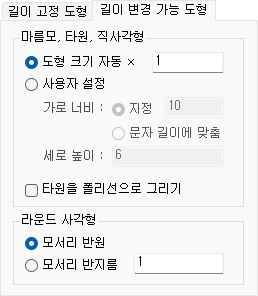 길이 고정 도형 길이 변경 가능 도형
마름모, 타원, 직사각형
도형 크기 자동 × 1
사용자 설정
가로 너비 : 지정 10
문자 길이에 맞춤
세로 높이 : 6
타원을 폴리선으로 그리기
라운드 사각형
모서리 반원
모서리 반지름 1